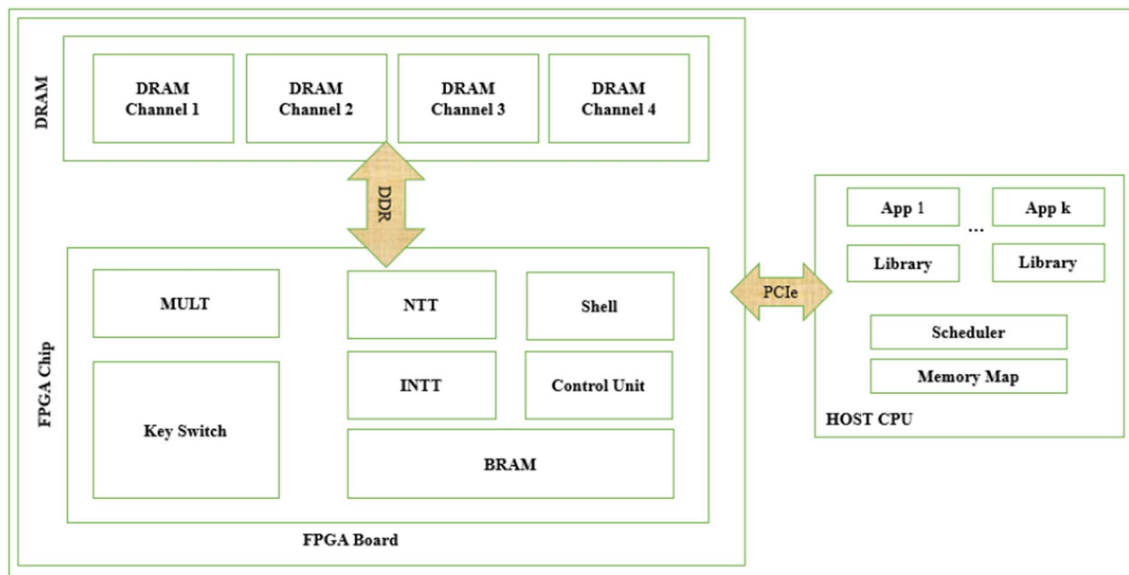 DRAM
DRAM
Channel 1
DRAM
Channel 2
DRAM
Channel 3
DRAM
Channel 4
DDR
FPGA Chip
MULT
NTT
Shell
Key Switch
INTT
Control Unit
BRAM
FPGA Board
PCIe
App 1
...
App k
Library
Library
Scheduler
Memory Map
HOST CPU